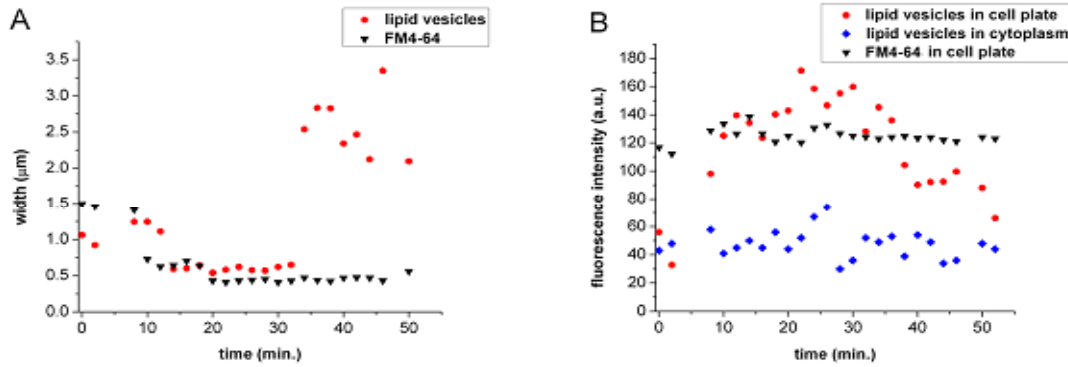 A
lipid vesicles
FM4-64
3.5
3.0
2.5
2.0
1.5
1.0
0.5
0.0
width (µm)
0 10 20 30 40 50
time (min.)
B
lipid vesicles in cell plate
lipid vesicles in cytoplasm
FM4-64 in cell plate
180
160
140
120
100
80
60
40
20
0
fluorescence intensity (a.u.)
0 10 20 30 40 50
time (min.)